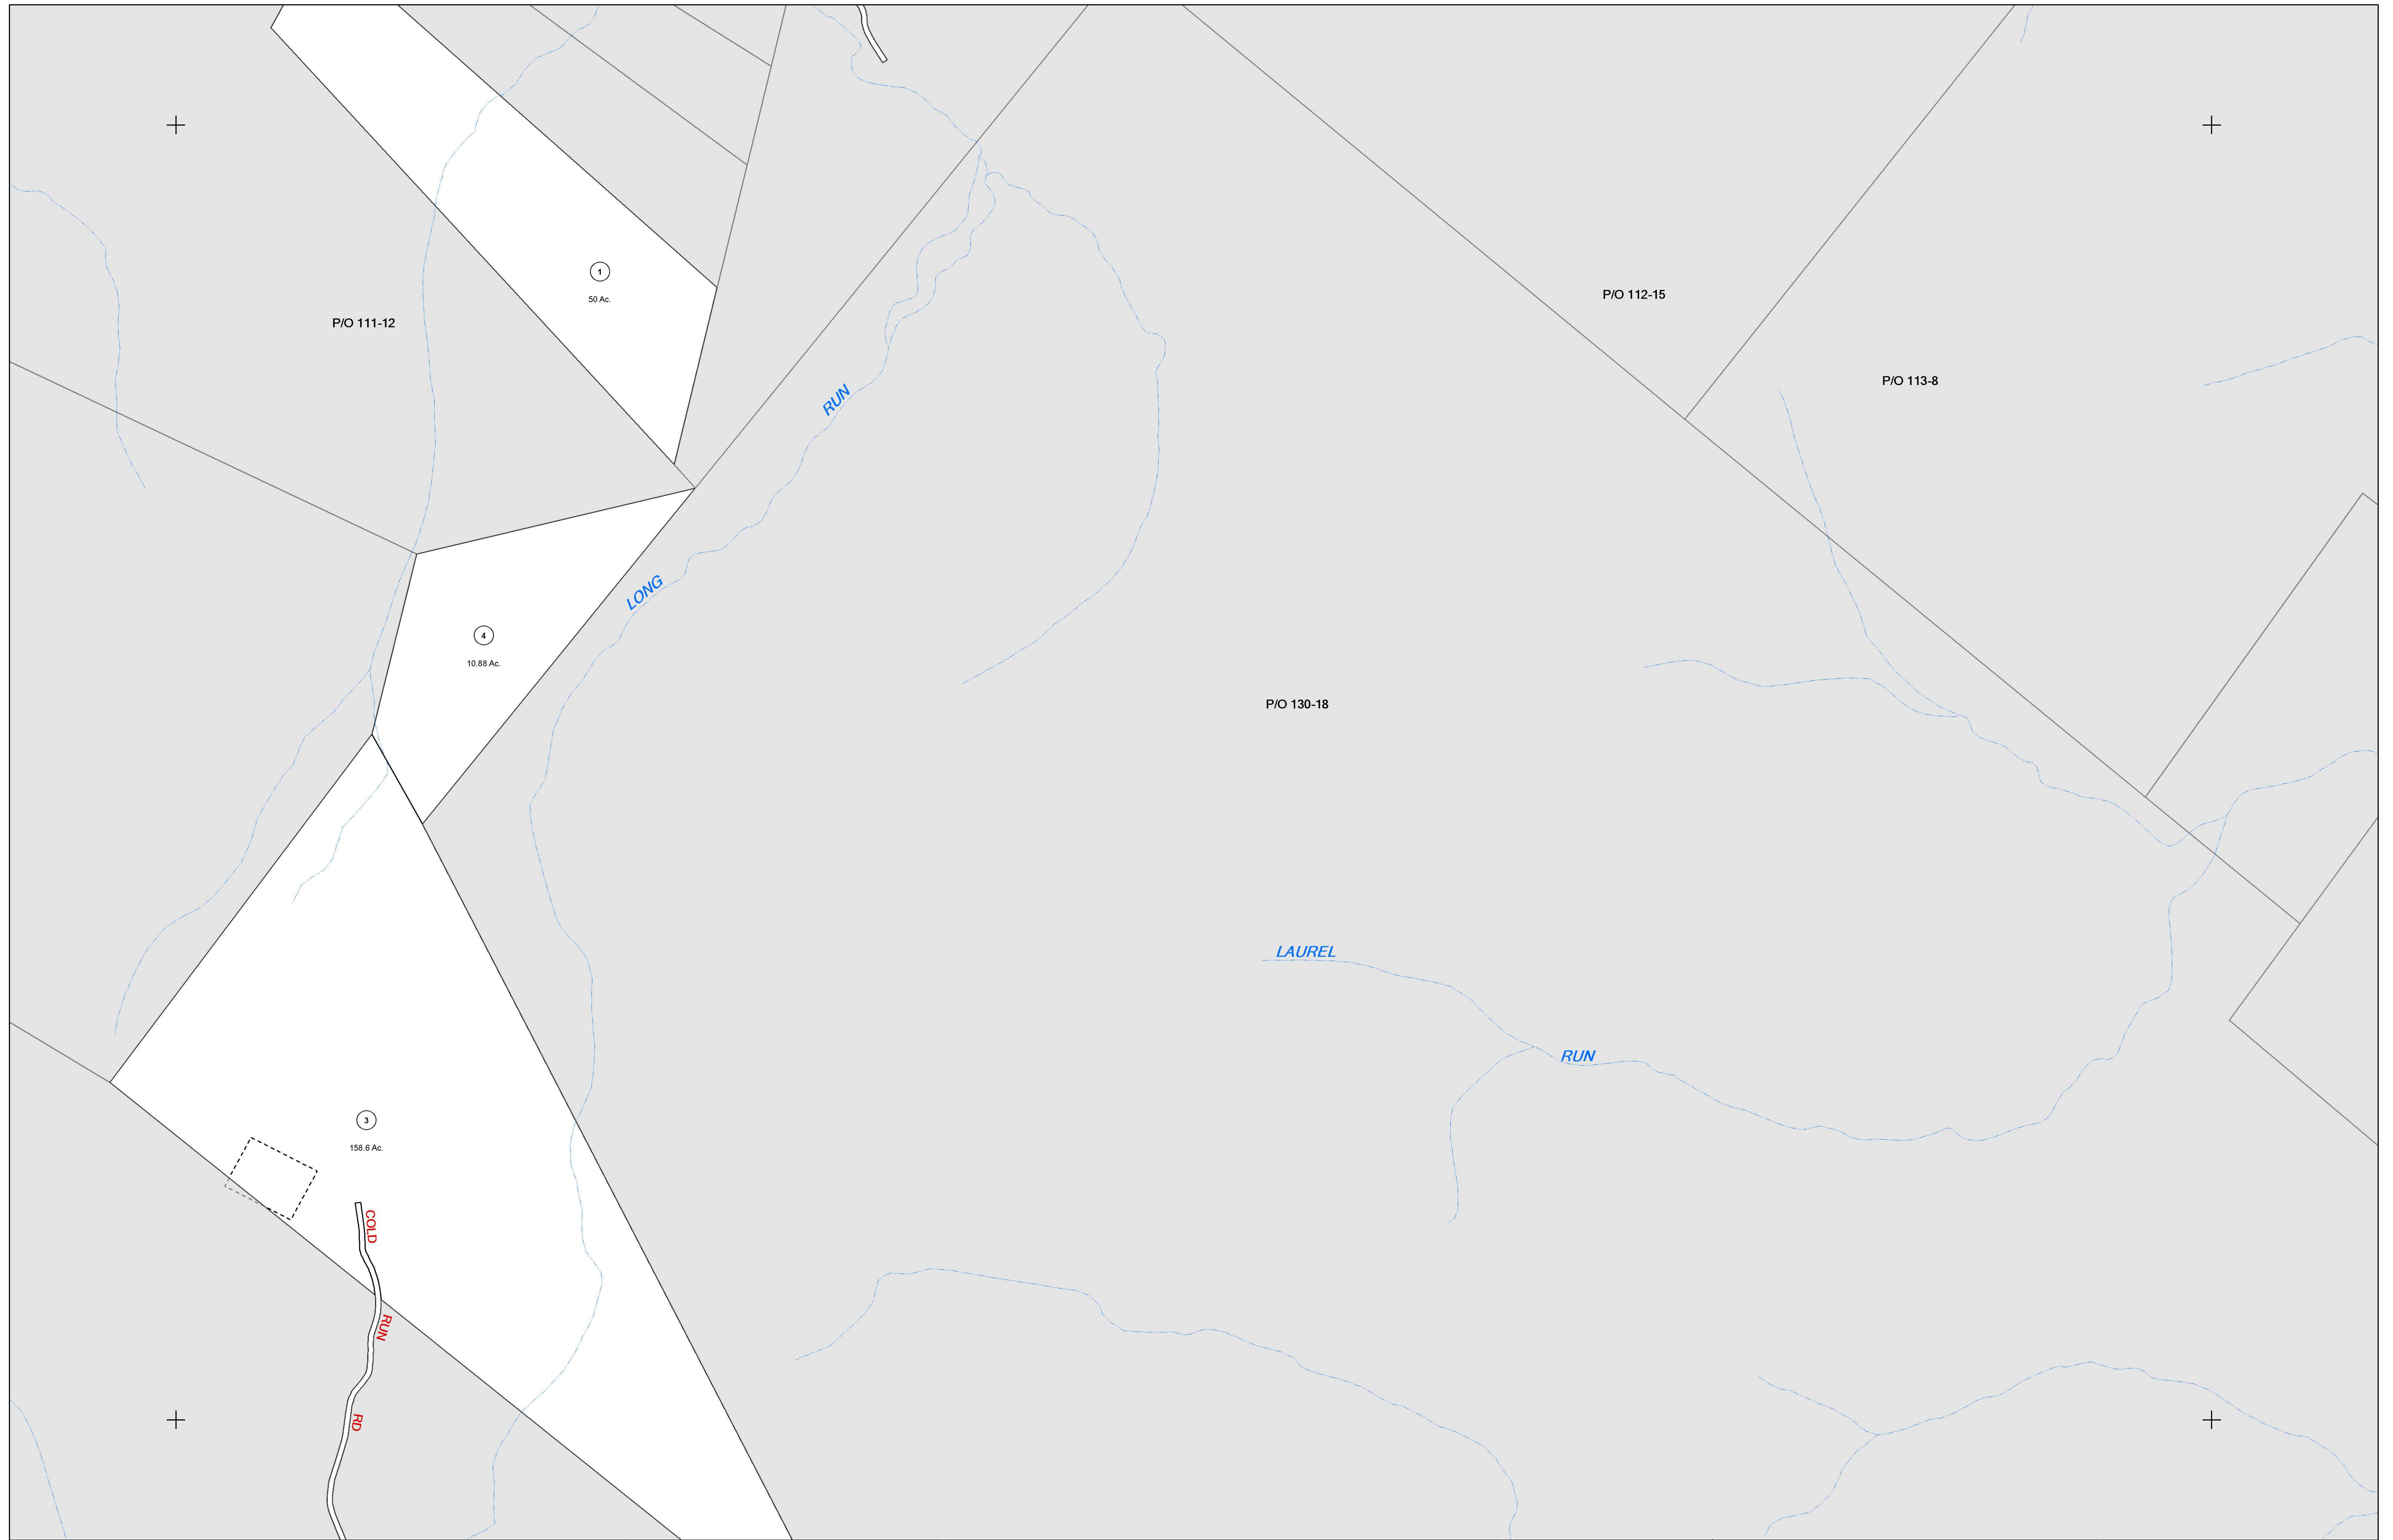 1
50 Ac.
P/O 111-12
P/O 112-15
P/O 113-8
LONG
RUN
4
10.88 Ac.
P/O 130-18
LAUREL
RUN
3
158.6 Ac.
COLD
RUN
RD